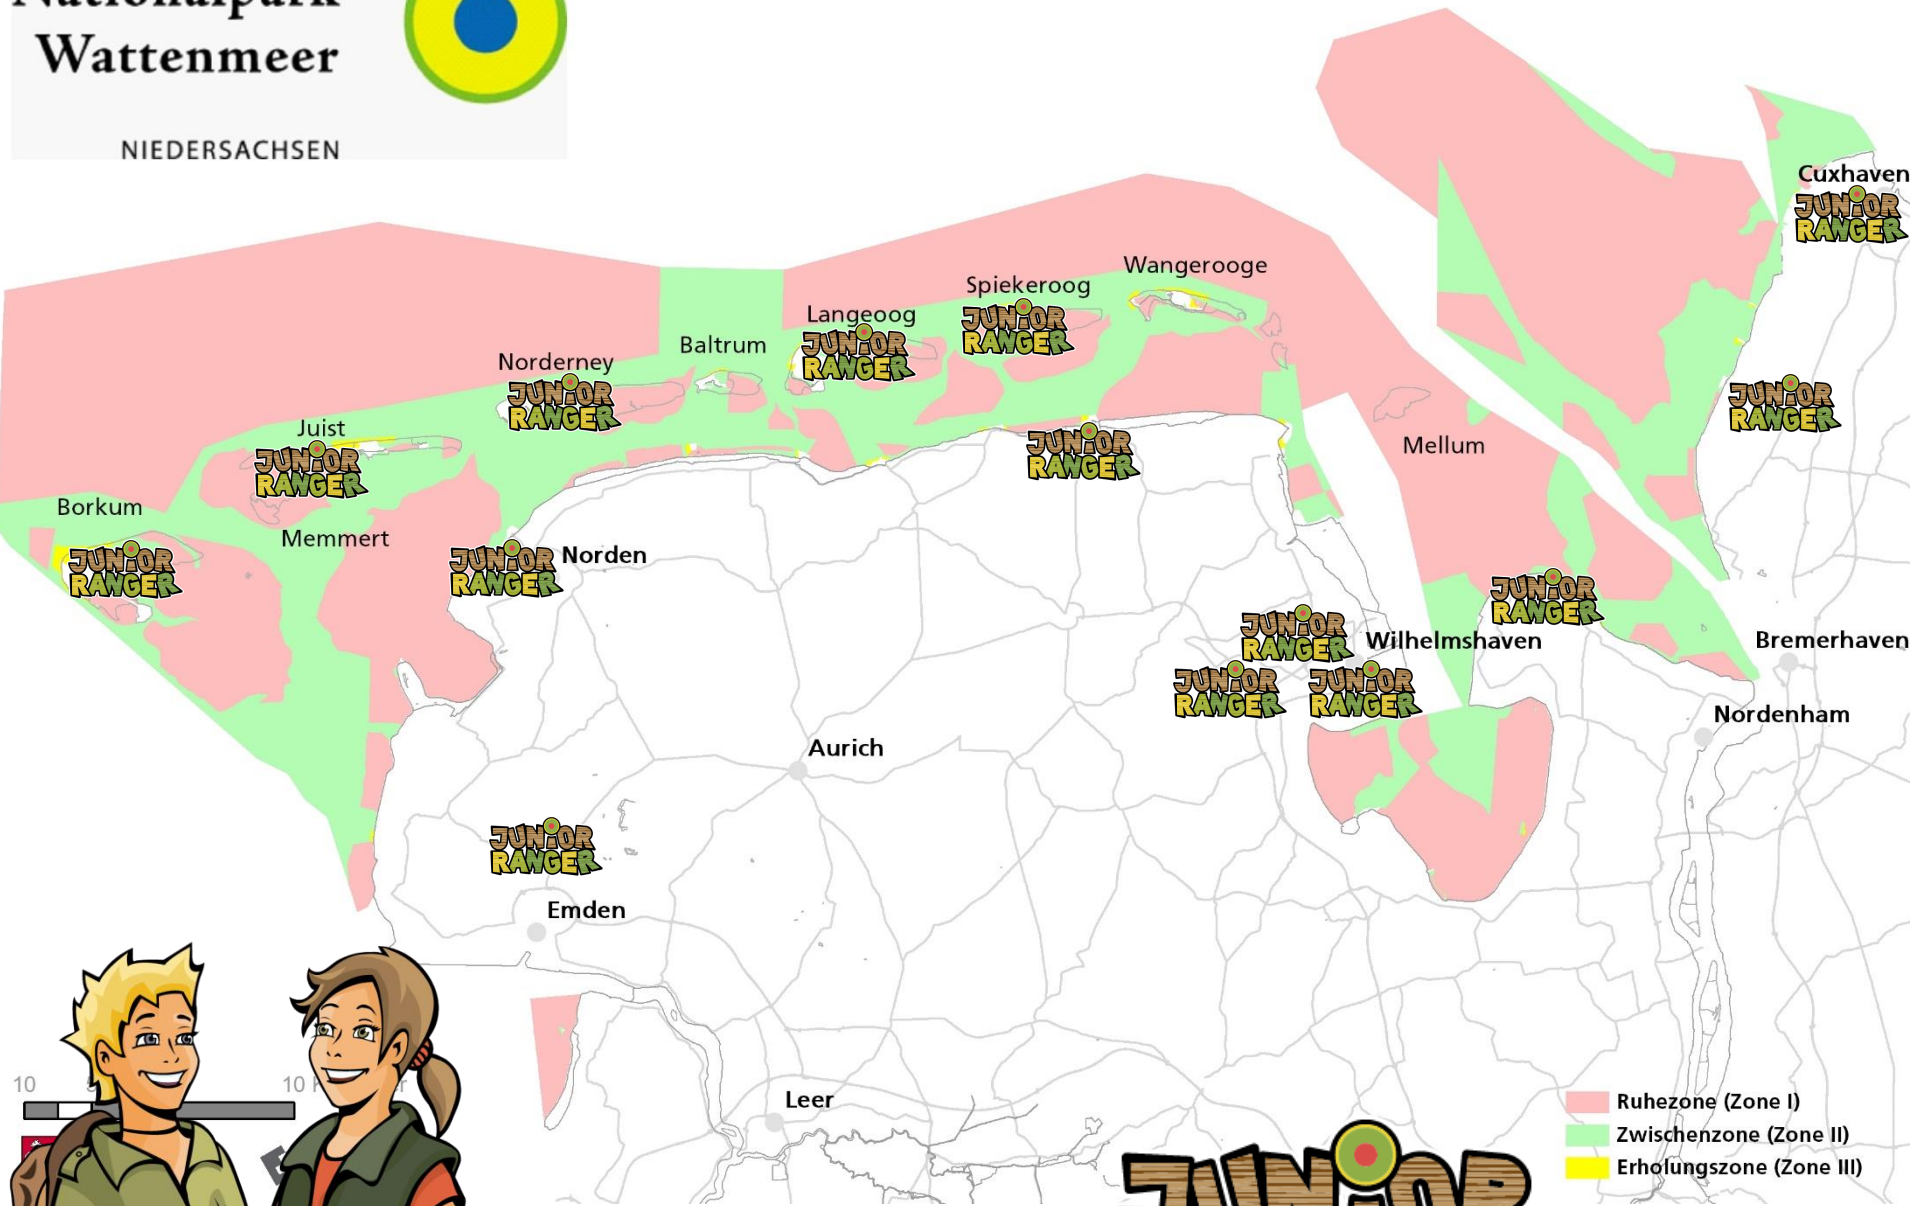 Nationalpark
Wattenmeer
NIEDERSACHSEN
Cuxhaven
JUNIOR
RANGER
Wangerooge
Spiekeroog
JUNIOR
RANGER
Langeoog
JUNIOR
RANGER
Baltrum
Norderney
JUNIOR
RANGER
JUNIOR
RANGER
Juist
JUNIOR
RANGER
JUNIOR
RANGER
Mellum
Borkum
JUNIOR
RANGER
Memmert
JUNIOR
RANGER
Norden
JUNIOR
RANGER
JUNIOR
RANGER
Wilhelmshaven
Bremerhaven
JUNIOR
RANGER
JUNIOR
RANGER
Nordenham
Aurich
JUNIOR
RANGER
Emden
10
10
Leer
Ruhezone (Zone I)
Zwischenzone (Zone II)
Erholungszone (Zone III)
JUNIOR